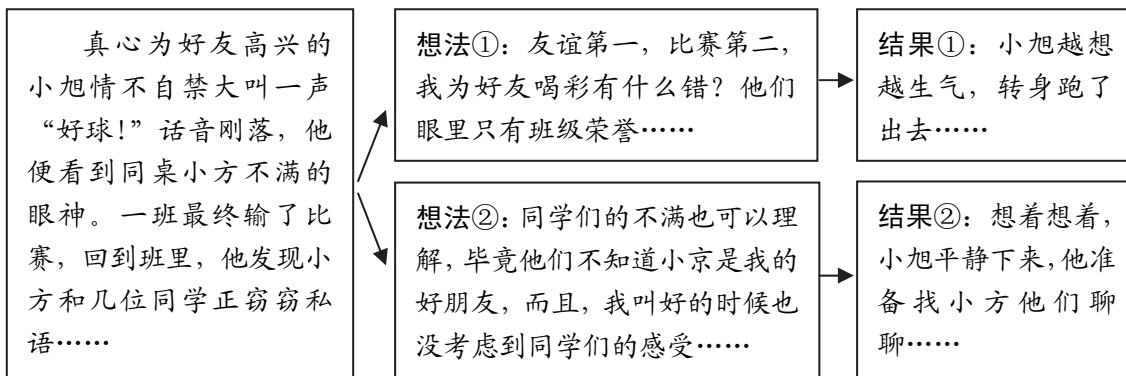 真心为好友高兴的
小旭情不自禁大叫一声
“好球！”话音刚落，他
便看到同桌小方不满的
眼神。一班最终输了比
赛，回到班里，他发现小
方和几位同学正窃窃私
语……
想法①：友谊第一，比赛第二，
我为好友喝彩有什么错？他们
眼里只有班级荣誉……
结果①：小旭越想
越生气，转身跑了
出去……
想法②：同学们的不满也可以理
解，毕竟他们不知道小京是我的
好朋友，而且，我叫好的时候也
没考虑到同学们的感受……
结果②：想着想着，
小旭平静下来，他准
备找小方他们聊
聊……